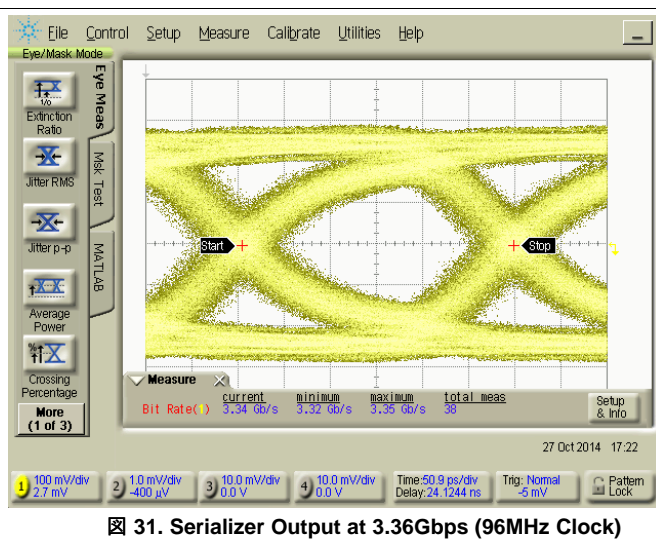 File Control Setup Measure Calibrate Utilities Help
Eye/Mask Mode
Eye Meas
Msk Test
MATLAB
1/0
Extinction
Ratio
Jitter RMS
Jitter p-p
Average
Power
%
Crossing
Percentage
More
(1 of 3)
Start
Stop
Measure
current minimum maximum total meas
Bit Rate(1) 3.34 Gb/s 3.32 Gb/s 3.35 Gb/s 38
Setup
& Info
27 Oct 2014 17:22
1 100 mV/div
2.7 mV
2 1.0 mV/div
-400 µV
3 10.0 mV/div
0.0 V
4 10.0 mV/div
0.0 V
Time:50.9 ps/div
Delay:24.1244 ns
Trig: Normal
-5 mV
Pattern
Lock
図 31. Serializer Output at 3.36Gbps (96MHz Clock)